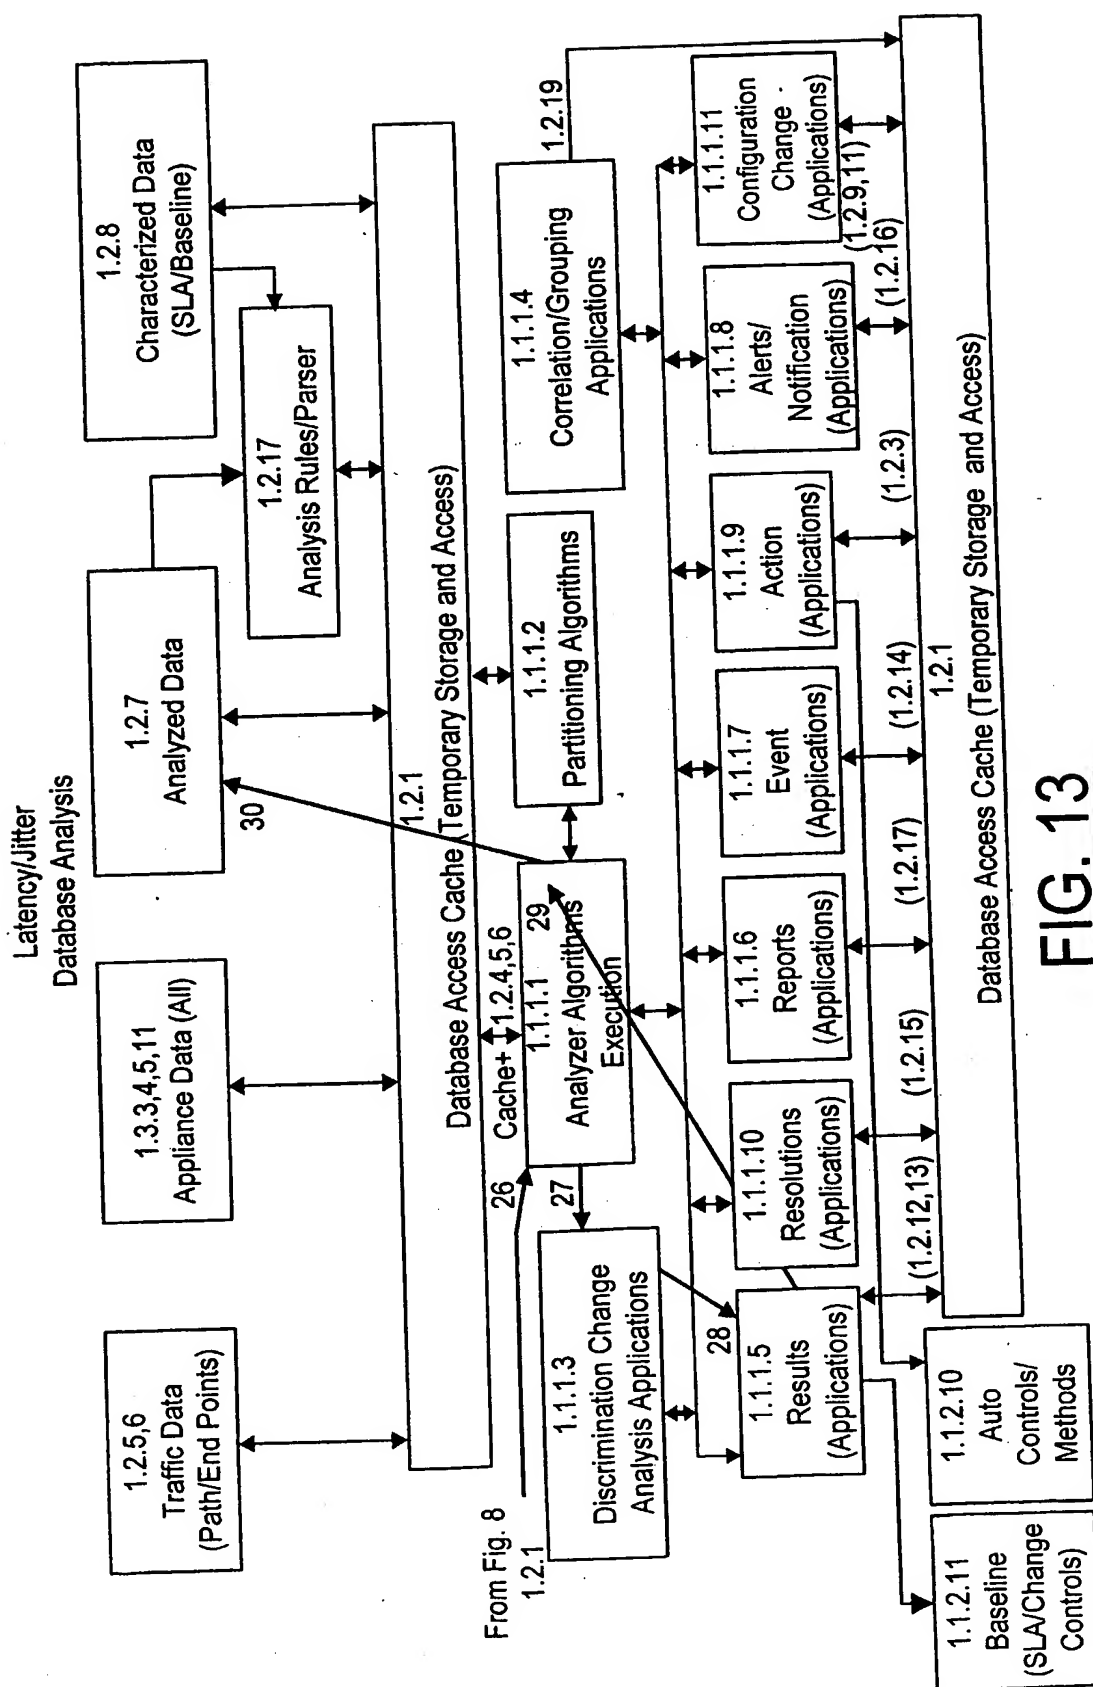 Latency/Jitter
Database Analysis
1.2.5,6
Traffic Data
(Path/End Points)
1.3.3,4,5,11
Appliance Data (All)
1.2.7
Analyzed Data
1.2.8
Characterized Data
(SLA/Baseline)
1.2.17
Analysis Rules/Parser
30
1.2.1
Database Access Cache (Temporary Storage and Access)
From Fig. 8
1.2.1
26
Cache+
1.2.4,5,6
27
1.1.1.1
29
Analyzer Algorithms
Execution
1.1.1.2
Partitioning Algorithms
1.1.1.4
Correlation/Grouping
Applications
1.2.19
1.1.1.3
Discrimination Change
Analysis Applications
28
1.1.1.5
Results
(Applications)
1.1.1.10
Resolutions
(Applications)
1.1.1.6
Reports
(Applications)
1.1.1.7
Event
(Applications)
1.1.1.9
Action
(Applications)
1.1.1.8
Alerts/
Notification
(Applications)
1.1.1.11
Configuration
Change
(Applications)
(1.2.12,13)
(1.2.15)
(1.2.17)
(1.2.14)
(1.2.3)
(1.2.16)
(1.2.9,11)
1.2.1
Database Access Cache (Temporary Storage and Access)
1.1.2.11
Baseline
(SLA/Change
Controls)
1.1.2.10
Auto
Controls/
Methods
FIG. 13